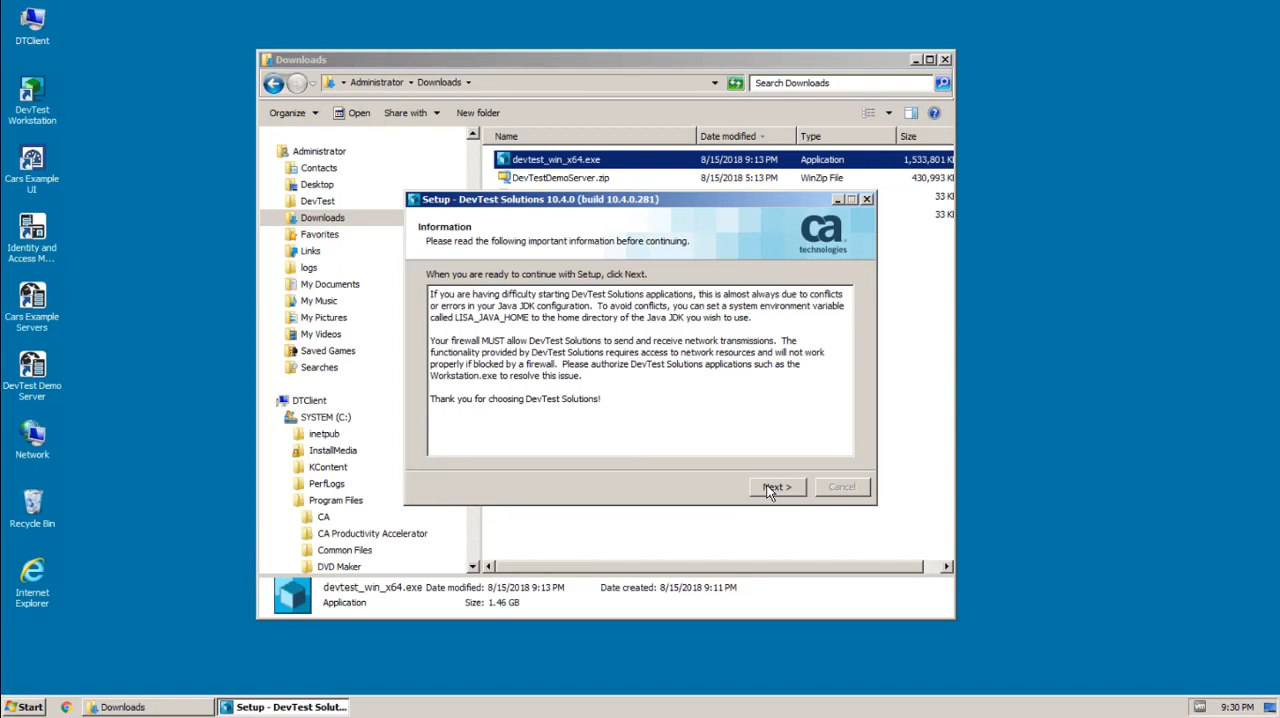 DTClient
DevTest
Workstation
Cars Example
UI
Identity and
Access M...
Cars Example
Servers
DevTest Demo
Server
Network
Recycle Bin
Internet
Explorer
Downloads
Administrator Downloads
Search Downloads
Organize Open Share with New folder
Name Date modified Type Size
Administrator
Contacts
Desktop
DevTest
Downloads
Favorites
Links
logs
My Documents
My Music
My Pictures
My Videos
Saved Games
Searches
DTClient
SYSTEM (C:)
inetpub
InstallMedia
KContent
PerfLogs
Program Files
CA
CA Productivity Accelerator
Common Files
DVD Maker
devtest_win_x64.exe 8/15/2018 9:13 PM Application 1,533,801 K
DevTestDemoServer.zip 8/15/2018 5:13 PM WinZip File 430,993 K
33 K
33 K
Setup - DevTest Solutions 10.4.0 (build 10.4.0.281)
Information
Please read the following important information before continuing.
ca
technologies
When you are ready to continue with Setup, click Next.
If you are having difficulty starting DevTest Solutions applications, this is almost always due to conflicts
or errors in your Java JDK configuration. To avoid conflicts, you can set a system environment variable
called LISA_JAVA_HOME to the home directory of the Java JDK you wish to use.
Your firewall MUST allow DevTest Solutions to send and receive network transmissions. The
functionality provided by DevTest Solutions requires access to network resources and will not work
properly if blocked by a firewall. Please authorize DevTest Solutions applications such as the
Workstation.exe to resolve this issue.
Thank you for choosing DevTest Solutions!
Next >
Cancel
devtest_win_x64.exe Date modified: 8/15/2018 9:13 PM Date created: 8/15/2018 9:11 PM
Application Size: 1.46 GB
Start
Downloads
Setup - DevTest Solut...
9:30 PM